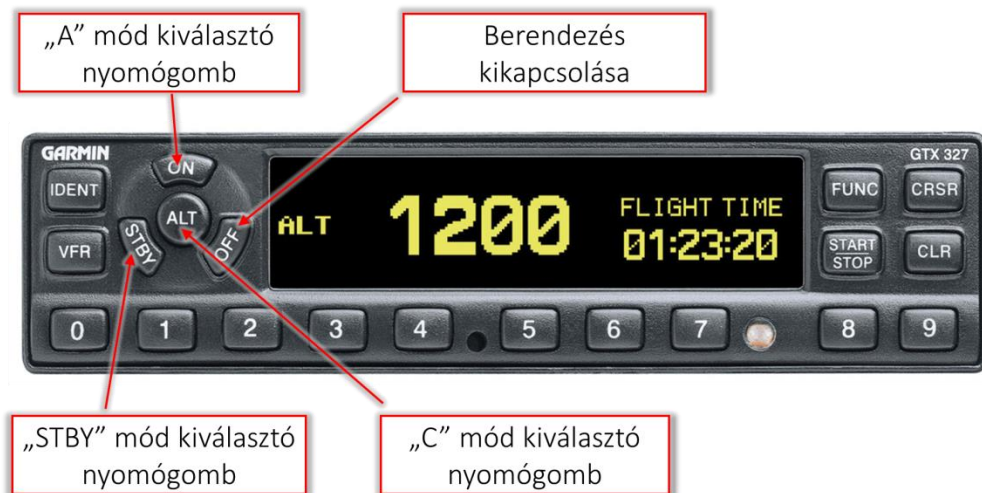 „A” mód kiválasztó
nyomógomb
Berendezés
kikapcsolása
GARMIN
GTX 327
IDENT
ON
ALT
STBY
OFF
VFR
ALT
1200
FLIGHT TIME
01:23:20
FUNC
CRSR
START
STOP
CLR
0 1 2 3 4 5 6 7 8 9
„STBY” mód kiválasztó
nyomógomb
„C” mód kiválasztó
nyomógomb